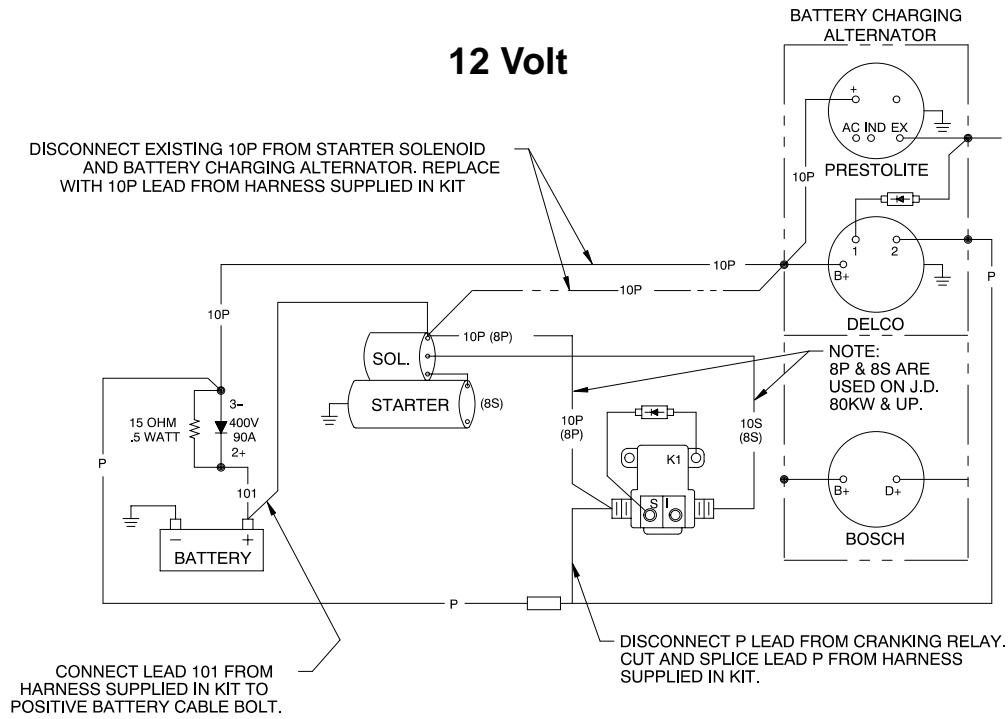 12 Volt
BATTERY CHARGING
ALTERNATOR
+
AC IND EX
PRESTOLITE
10P
DISCONNECT EXISTING 10P FROM STARTER SOLENOID
AND BATTERY CHARGING ALTERNATOR. REPLACE
WITH 10P LEAD FROM HARNESS SUPPLIED IN KIT
1 2
B+
DELCO
P
10P
10P
10P
10P (8P)
SOL.
STARTER
(8S)
NOTE:
8P & 8S ARE
USED ON J.D.
80KW & UP.
3–
15 OHM
.5 WATT
400V
90A
2+
P
101
– +
BATTERY
10P
(8P)
10S
(8S)
K1
S I
B+ D+
BOSCH
P
DISCONNECT P LEAD FROM CRANKING RELAY.
CUT AND SPLICE LEAD P FROM HARNESS
SUPPLIED IN KIT.
CONNECT LEAD 101 FROM
HARNESS SUPPLIED IN KIT TO
POSITIVE BATTERY CABLE BOLT.